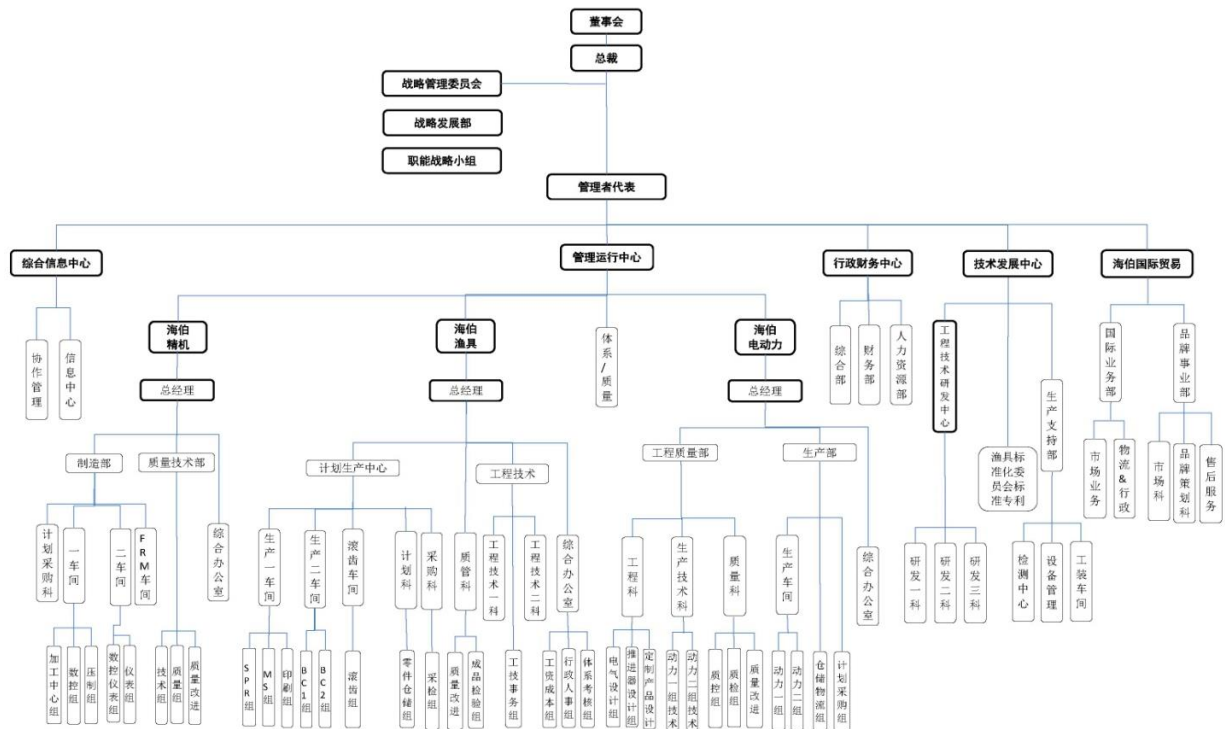 董事会
总裁
战略管理委员会
战略发展部
职能战略小组
管理者代表
综合信息中心
管理运行中心
行政财务中心
技术发展中心
海伯国际贸易
协作管理
信息中心
海伯
精机
海伯
渔具
体系/质量
海伯
电动力
综合部
财务部
人力资源部
工程技术研发中心
渔具标
准化委
员会标
准专利
生产支持部
国际业务部
品牌事业部
总经理
总经理
总经理
制造部
质量技术部
综合办公室
计划生产中心
质管科
工程技术
综合办公室
工程质量部
生产部
综合办公室
市场业务
物流&行政
市场科
品牌策划科
售后服务
计划采购科
一车间
二车间
FRM车间
生产一车间
生产二车间
滚齿车间
计划科
采购科
工程技术一科
工程技术二科
工程科
生产技术科
质量科
生产车间
研发一科
研发二科
研发三科
检测中心
设备管理
工装车间
加工中心组
数控组
压制组
数控仪表组
仪表组
技术组
质量组
质量改进
SPR组
MS组
印刷组
BC1
BC2
滚齿组
零件仓储组
采检组
质量改进
成品检验组
工技事务组
工资成本组
行政人事组
体系考核组
电气设计组
推进器设计组
定制产品设计
动力一组技术
动力二组技术
质控组
质检组
质量改进
动力一组
动力二组
仓储物流组
计划采购组